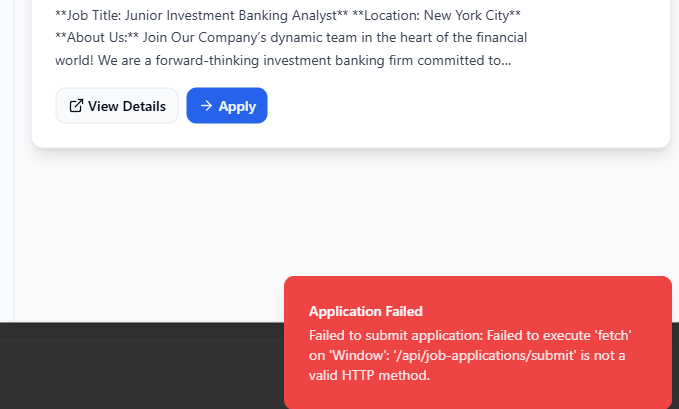 **Job Title: Junior Investment Banking Analyst** **Location: New York City**
**About Us:** Join Our Company’s dynamic team in the heart of the financial
world! We are a forward-thinking investment banking firm committed to...
View Details
Apply
Application Failed
Failed to submit application: Failed to execute 'fetch'
on 'Window': '/api/job-applications/submit' is not a
valid HTTP method.